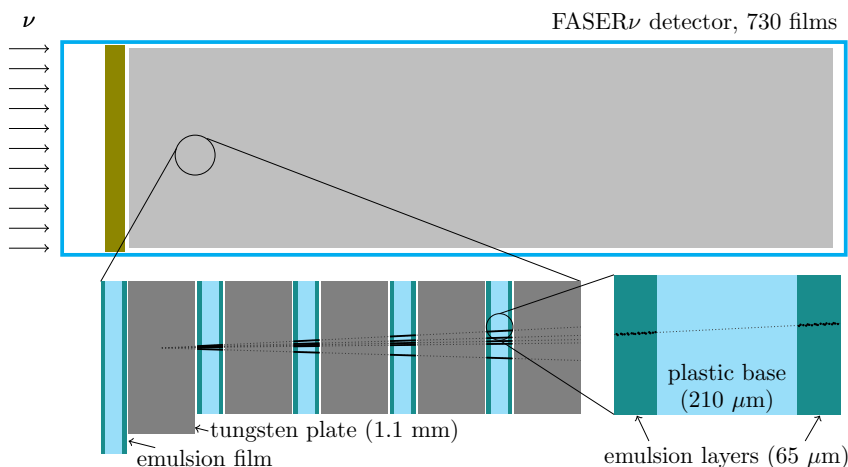 ν
FASERν detector, 730 films
plastic base
(210 μm)
tungsten plate (1.1 mm)
emulsion layers (65 μm)
emulsion film